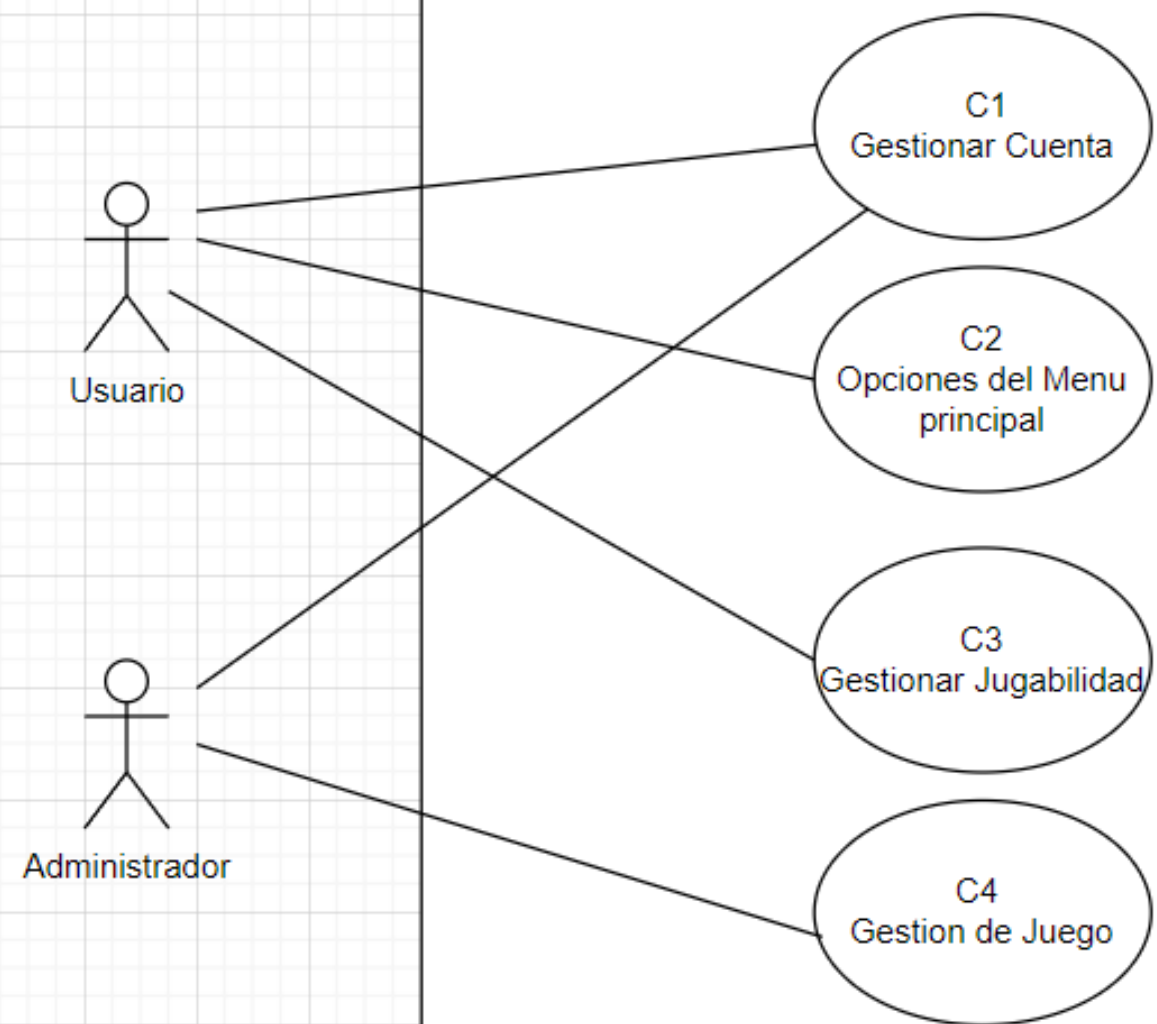 C1
Gestionar Cuenta
Usuario
C2
Opciones del Menu
principal
C3
Gestionar Jugabilidad
Administrador
C4
Gestion de Juego